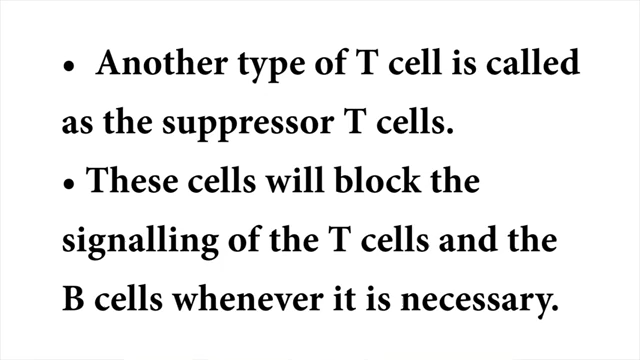 • Another type of T cell is called
as the suppressor T cells.
• These cells will block the
signalling of the T cells and the
B cells whenever it is necessary.